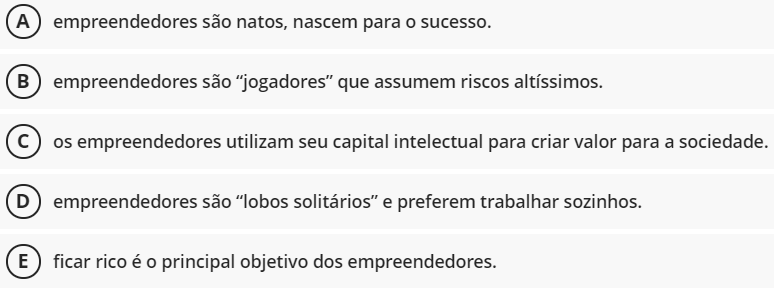 A empreendedores são natos, nascem para o sucesso.
B empreendedores são “jogadores” que assumem riscos altíssimos.
C os empreendedores utilizam seu capital intelectual para criar valor para a sociedade.
D empreendedores são “lobos solitários” e preferem trabalhar sozinhos.
E ficar rico é o principal objetivo dos empreendedores.